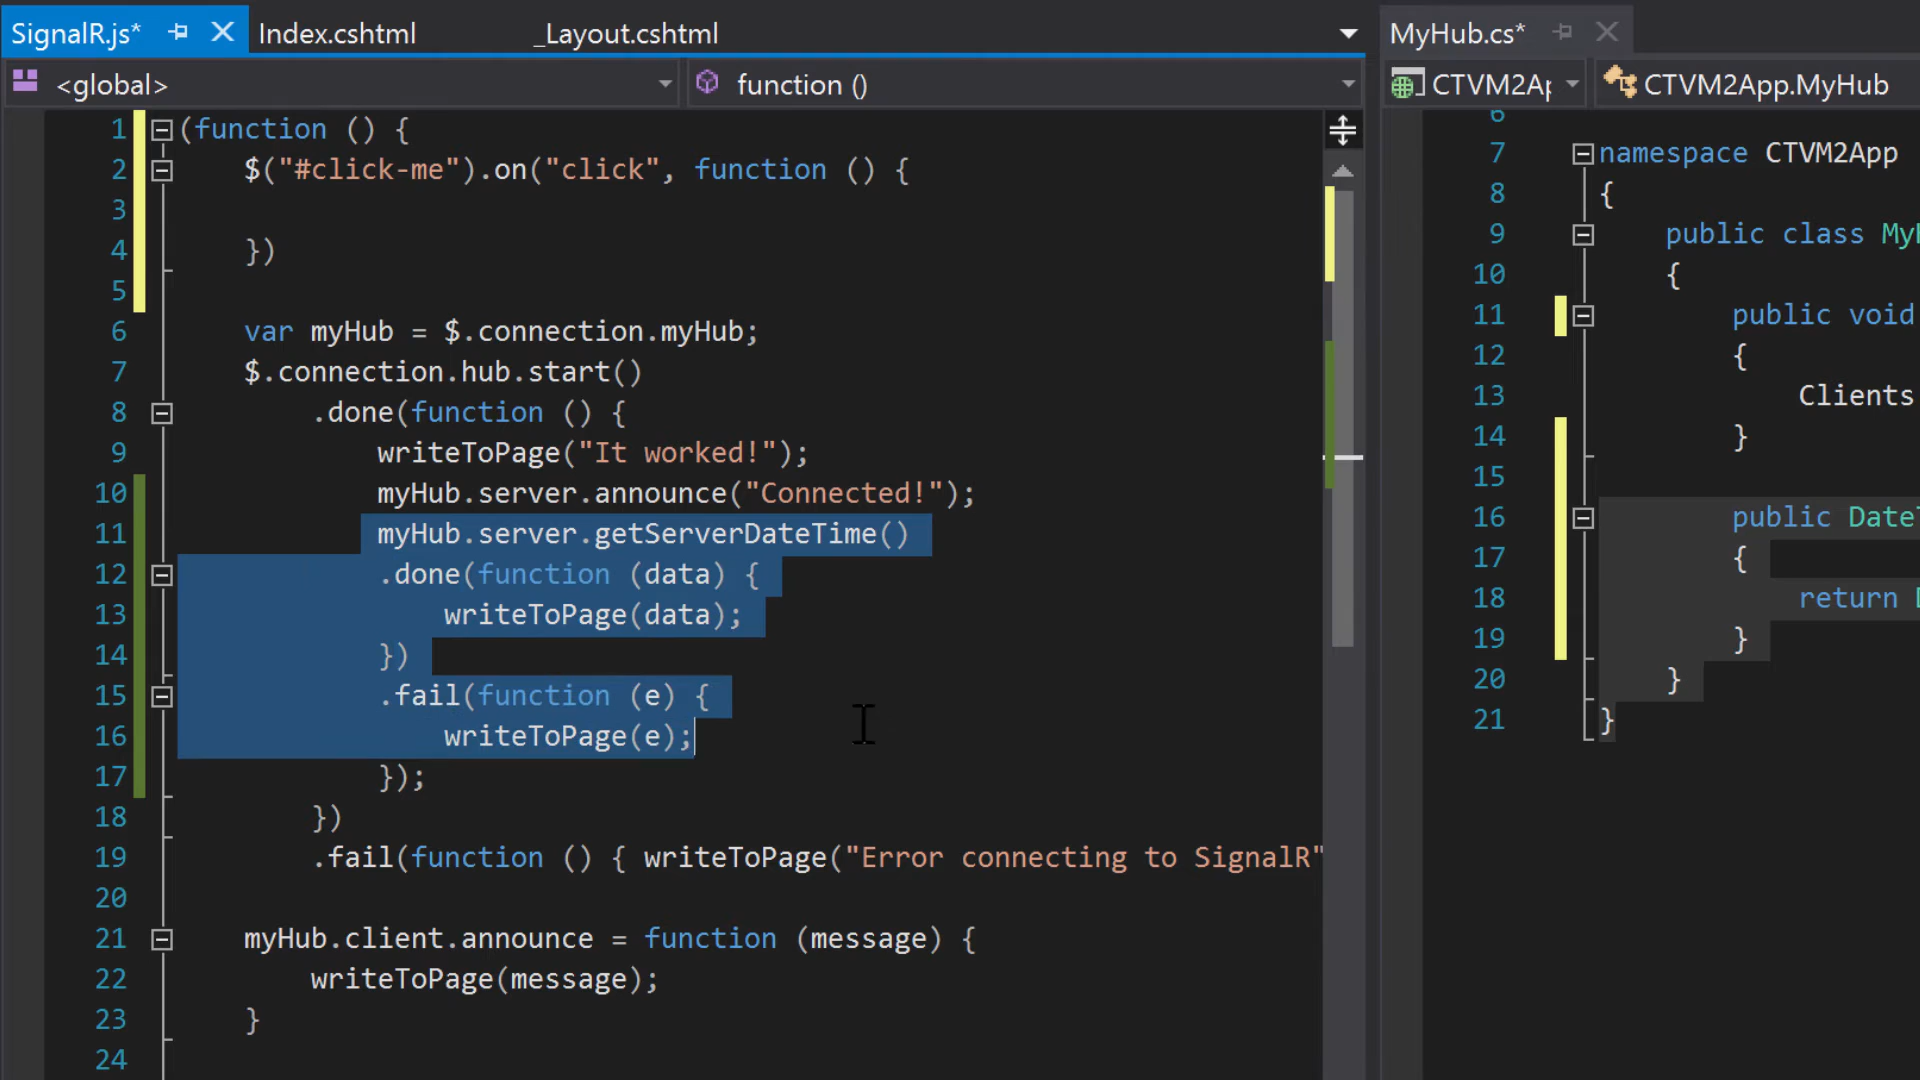 SignalR.js* Index.cshtml _Layout.cshtml
<global> function ()
1 (function () {
2 $("#click-me").on("click", function () {
3
4 })
5
6 var myHub = $.connection.myHub;
7 $.connection.hub.start()
8 .done(function () {
9 writeToPage("It worked!");
10 myHub.server.announce("Connected!");
11 myHub.server.getServerDateTime()
12 .done(function (data) {
13 writeToPage(data);
14 })
15 .fail(function (e) {
16 writeToPage(e);
17 });
18 })
19 .fail(function () { writeToPage("Error connecting to SignalR"
20
21 myHub.client.announce = function (message) {
22 writeToPage(message);
23 }
24
MyHub.cs*
CTVM2Ap CTVM2App.MyHub
6
7 namespace CTVM2App
8 {
9 public class
10 {
11 public void
12 {
13 Clients
14 }
15
16 public
17 {
18 return
19 }
20 }
21 }